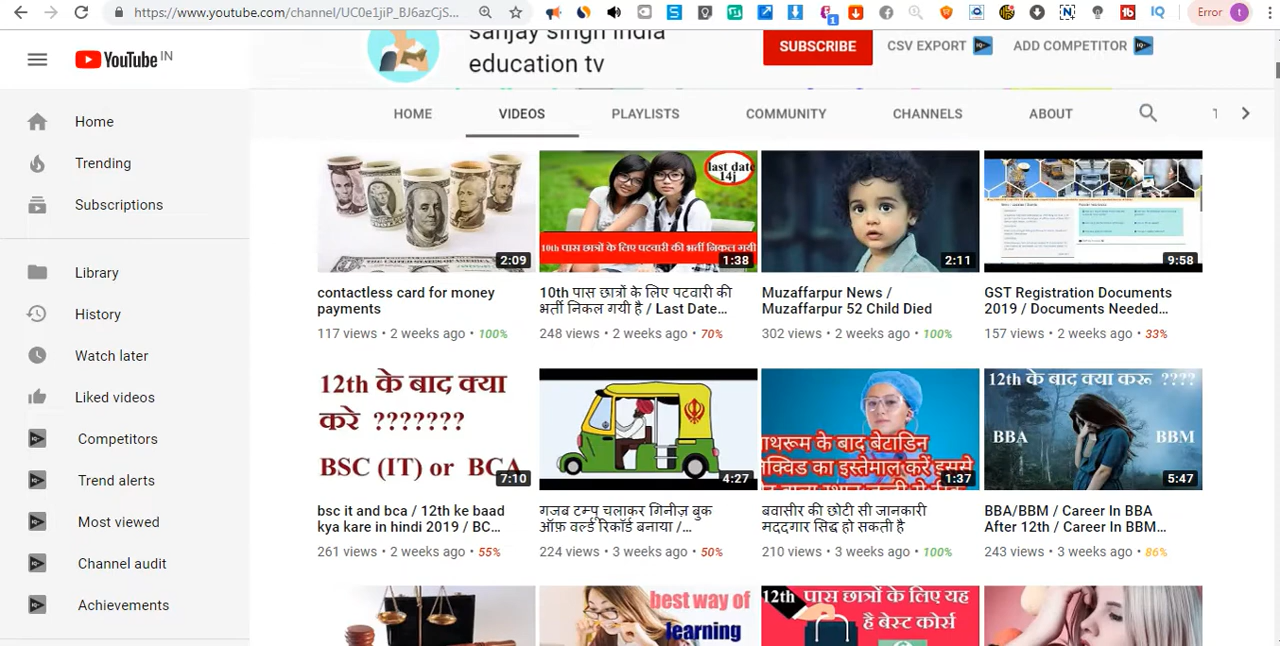 https://www.youtube.com/channel/UC0e1jiP_BJ6azCjS...
1
Error
t
YouTube IN
sanjay singh india
education tv
SUBSCRIBE
CSV EXPORT
ADD COMPETITOR
HOME
VIDEOS
PLAYLISTS
COMMUNITY
CHANNELS
ABOUT
Home
Trending
Subscriptions
Library
History
Watch later
Liked videos
Competitors
Trend alerts
Most viewed
Channel audit
Achievements
2:09
contactless card for money
payments
117 views • 2 weeks ago • 100%
last date
14j
10th पास छात्रों के लिए पटवारी की भर्ती निकल गयी
1:38
10th पास छात्रों के लिए पटवारी की
भर्ती निकल गयी है / Last Date...
248 views • 2 weeks ago • 70%
2:11
Muzaffarpur News /
Muzaffarpur 52 Child Died
302 views • 2 weeks ago • 100%
9:58
GST Registration Documents
2019 / Documents Needed...
157 views • 2 weeks ago • 33%
12th के बाद क्या
करे ???????
BSC (IT) or BCA
7:10
bsc it and bca / 12th ke baad
kya kare in hindi 2019 / BC...
261 views • 2 weeks ago • 55%
4:27
गजब टम्पू चलाकर गिनीज़ बुक
ऑफ़ वर्ल्ड रिकॉर्ड बनाया /...
224 views • 3 weeks ago • 50%
बाथरूम के बाद बेटाडिन
का इस्तेमाल करें इससे
1:37
बवासीर की छोटी सी जानकारी
मददगार सिद्ध हो सकती है
210 views • 3 weeks ago • 100%
12th के बाद क्या करू ????
BBA BBM
5:47
BBA/BBM / Career In BBA
After 12th / Career In BBM...
243 views • 3 weeks ago • 86%
best way of
learning
12th पास छात्रों के लिए यह
है बेस्ट कोर्स